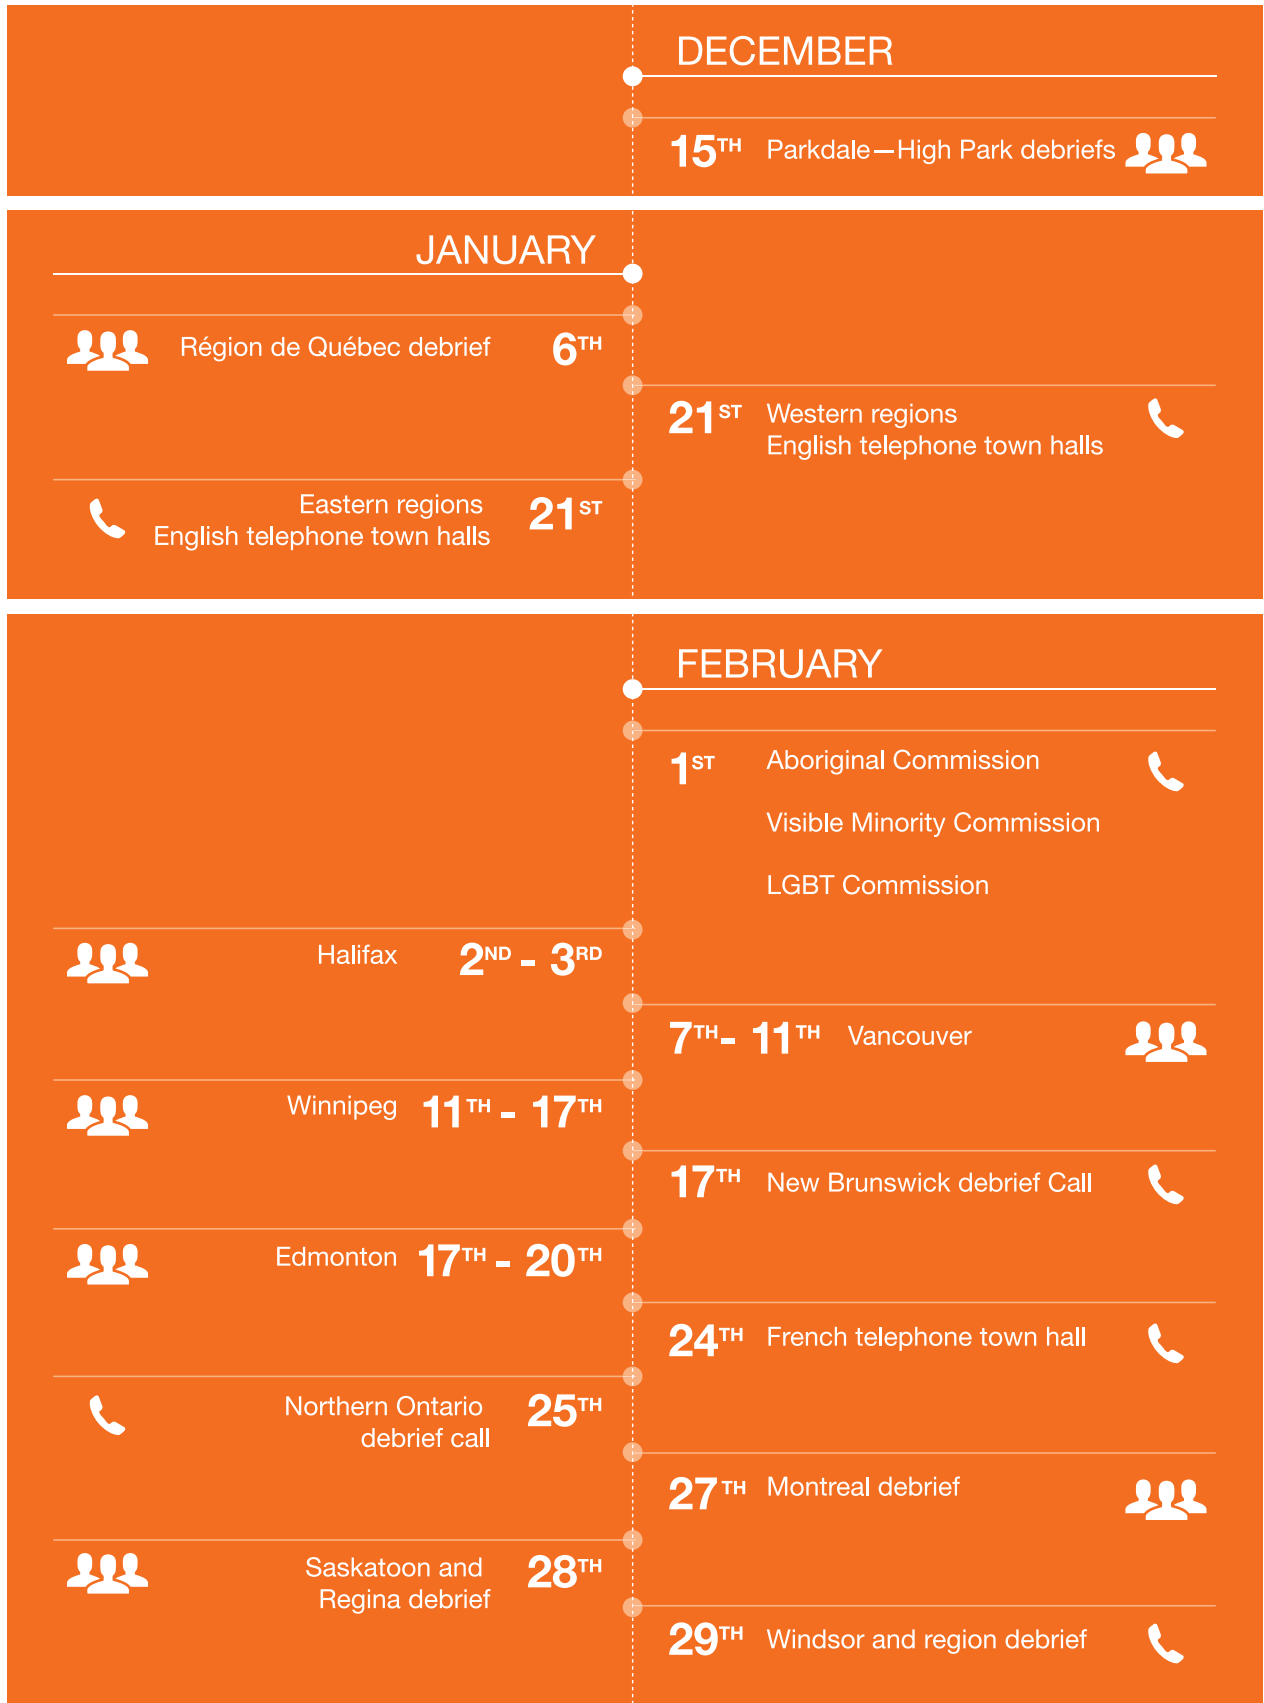 DECEMBER
15TH Parkdale—High Park debriefs
JANUARY
Région de Québec debrief 6TH
21ST Western regions
English telephone town halls
Eastern regions 21ST
English telephone town halls
FEBRUARY
1ST Aboriginal Commission
Visible Minority Commission
LGBT Commission
Halifax 2ND - 3RD
7TH- 11TH Vancouver
Winnipeg 11TH - 17TH
17TH New Brunswick debrief Call
Edmonton 17TH - 20TH
24TH French telephone town hall
Northern Ontario 25TH
debrief call
27TH Montreal debrief
Saskatoon and 28TH
Regina debrief
29TH Windsor and region debrief